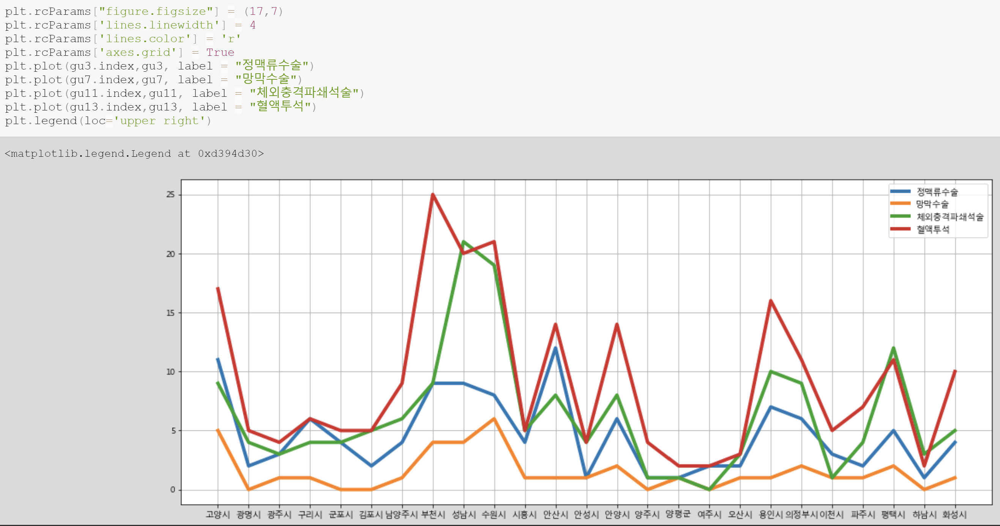 plt.rcParams["figure.figsize"] = (17,7)
plt.rcParams['lines.linewidth'] = 4
plt.rcParams['lines.color'] = 'r'
plt.rcParams['axes.grid'] = True
plt.plot(gu3.index,gu3, label = "정맥류수술")
plt.plot(gu7.index,gu7, label = "망막수술")
plt.plot(gu11.index,gu11, label = "체외충격파쇄석술")
plt.plot(gu13.index,gu13, label = "혈액투석")
plt.legend(loc='upper right')
<matplotlib.legend.Legend at 0xd394d30>
정맥류수술
망막수술
체외충격파쇄석술
혈액투석
25
20
15
10
5
0
고양시 광명시 광주시 구리시 군포시 김포시 남양주시 부천시 성남시 수원시 시흥시 안산시 안성시 안양시 양주시 양평군 여주시 오산시 용인시 의정부시 이천시 파주시 평택시 하남시 화성시